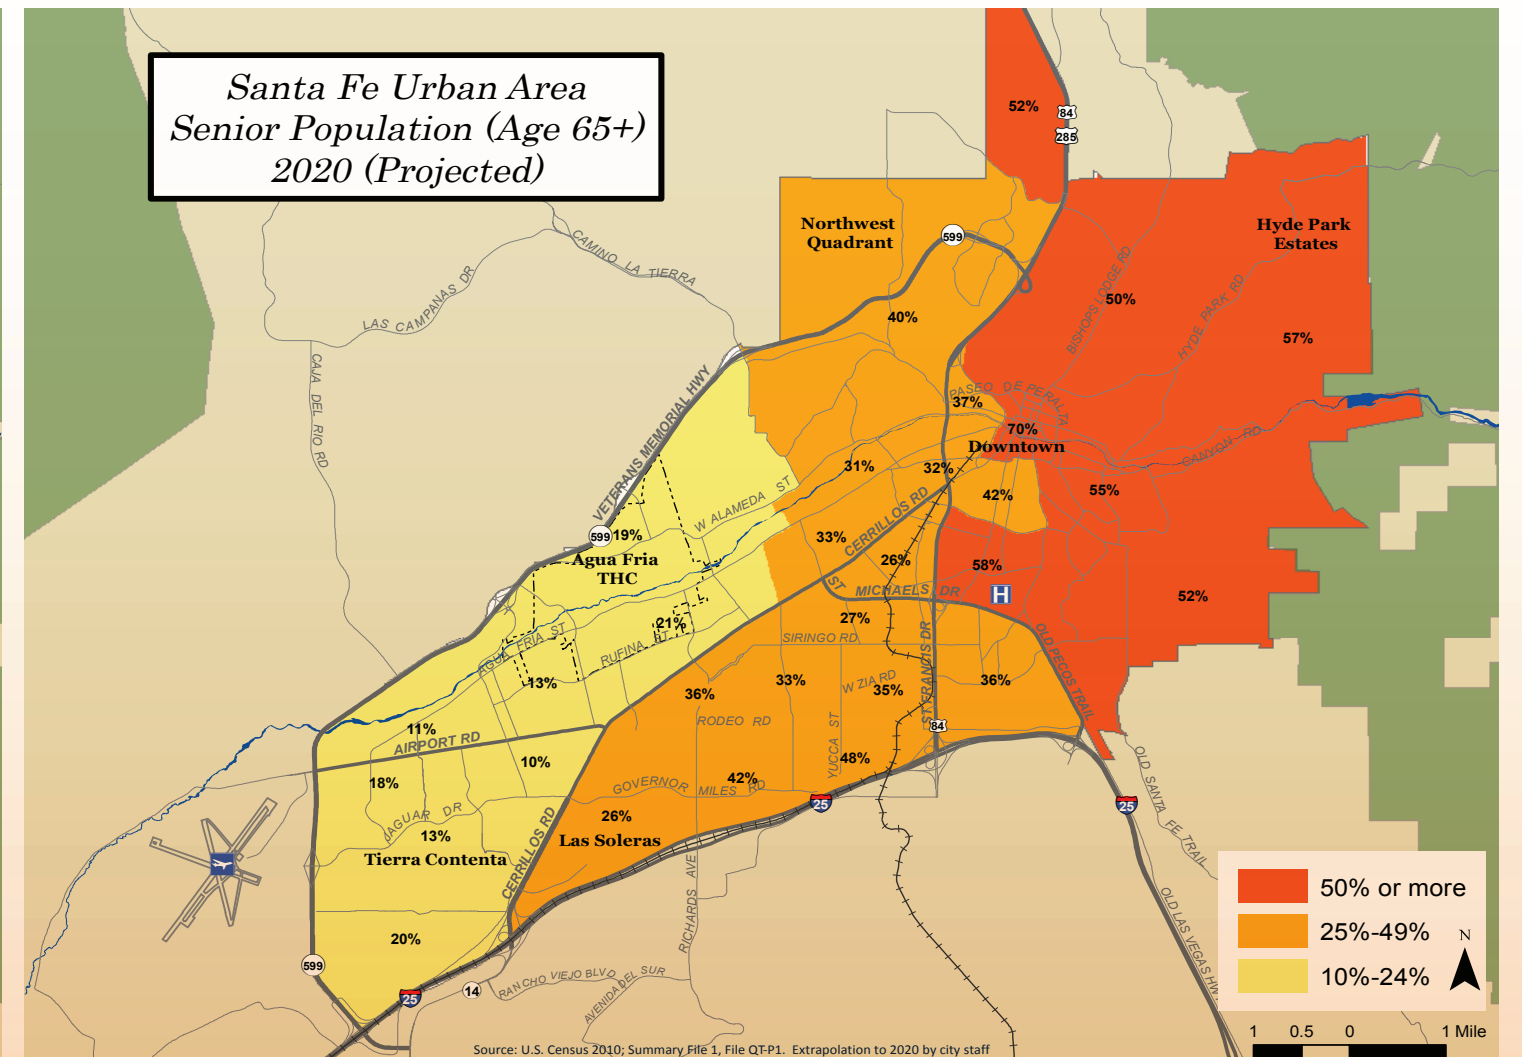 Santa Fe Urban Area
Senior Population (Age 65+)
2020 (Projected)
52%
84
285
Northwest
Quadrant
599
Hyde Park
Estates
CAMINO LA TIERRA
LAS CAMPANAS DR
BISHOPS LODGE RD
HYDE PARK RD
50%
40%
57%
CAJA DEL RIO RD
VETERANS MEMORIAL HWY
PASEO DE PERALTA
37%
70%
Downtown
CANYON RD
31%
32%
42%
55%
W ALAMEDA ST
CERRILLOS RD
599
19%
33%
Agua Fria
THC
26%
58%
ST MICHAELS DR
H
52%
21%
27%
SIRINGO RD
AGUA FRIA ST
RUFINA ST
ST FRANCIS DR
OLD PECOS TRAIL
13%
36%
33%
W ZIA RD
35%
36%
11%
AIRPORT RD
RODEO RD
YUCCA ST
84
10%
48%
18%
42%
GOVERNOR MILES RD
OLD SANTA FE TRAIL
JAGUAR DR
13%
26%
25
25
Tierra Contenta
CERRILLOS RD
Las Soleras
RICHARDS AVE
20%
599
25
14
RANCHO VIEJO BLVD
AVENIDA DEL SUR
OLD LAS VEGAS HWY
50% or more
25%-49%
10%-24%
N
1 0.5 0 1 Mile
Source: U.S. Census 2010; Summary File 1, File QT-P1. Extrapolation to 2020 by city staff